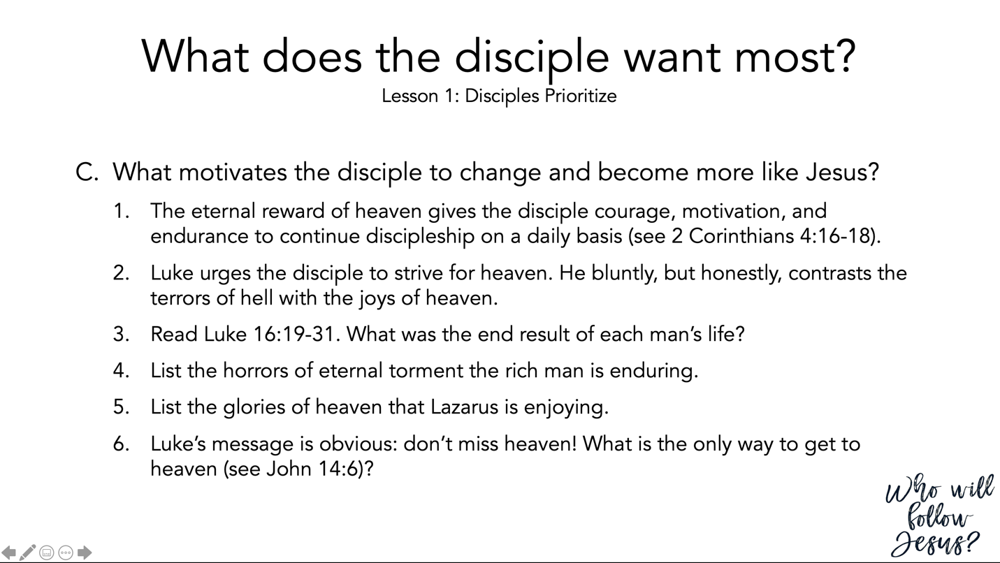 What does the disciple want most?
Lesson 1: Disciples Prioritize
C. What motivates the disciple to change and become more like Jesus?
1. The eternal reward of heaven gives the disciple courage, motivation, and
endurance to continue discipleship on a daily basis (see 2 Corinthians 4:16-18).
2. Luke urges the disciple to strive for heaven. He bluntly, but honestly, contrasts the
terrors of hell with the joys of heaven.
3. Read Luke 16:19-31. What was the end result of each man’s life?
4. List the horrors of eternal torment the rich man is enduring.
5. List the glories of heaven that Lazarus is enjoying.
6. Luke’s message is obvious: don’t miss heaven! What is the only way to get to
heaven (see John 14:6)?
Who will
follow
Jesus?